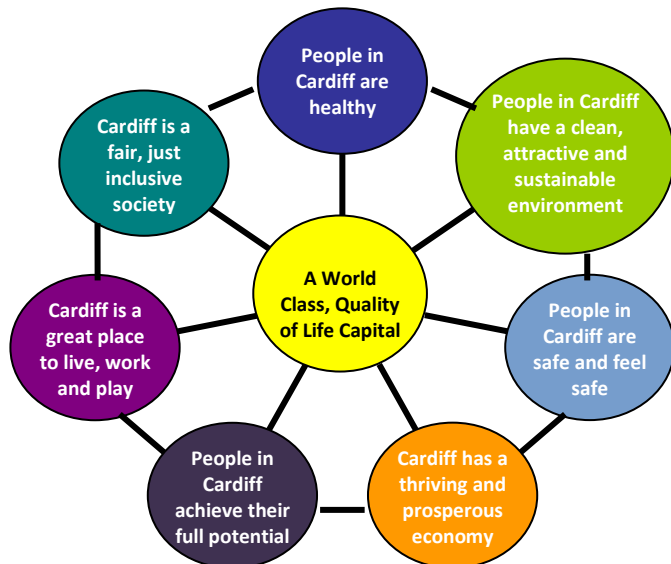 People in
Cardiff are
healthy
People in Cardiff
have a clean,
attractive and
sustainable
environment
Cardiff is a
fair, just
inclusive
society
A World
Class, Quality
of Life Capital
People in
Cardiff are
safe and feel
safe
Cardiff is a
great place
to live, work
and play
People in
Cardiff
achieve their
full potential
Cardiff has a
thriving and
prosperous
economy